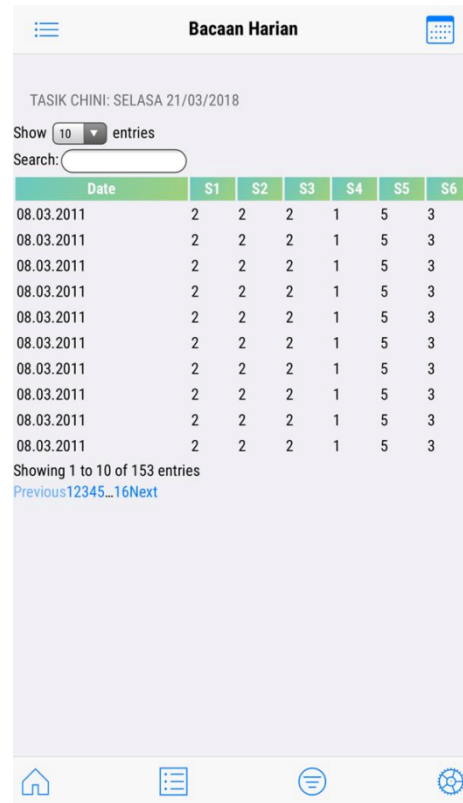 Bacaan Harian
TASIK CHINI: SELASA 21/03/2018
Show 10 entries
Search:
Date S1 S2 S3 S4 S5 S6
08.03.2011 2 2 2 1 5 3
08.03.2011 2 2 2 1 5 3
08.03.2011 2 2 2 1 5 3
08.03.2011 2 2 2 1 5 3
08.03.2011 2 2 2 1 5 3
08.03.2011 2 2 2 1 5 3
08.03.2011 2 2 2 1 5 3
08.03.2011 2 2 2 1 5 3
08.03.2011 2 2 2 1 5 3
08.03.2011 2 2 2 1 5 3
Showing 1 to 10 of 153 entries
Previous12345…16Next